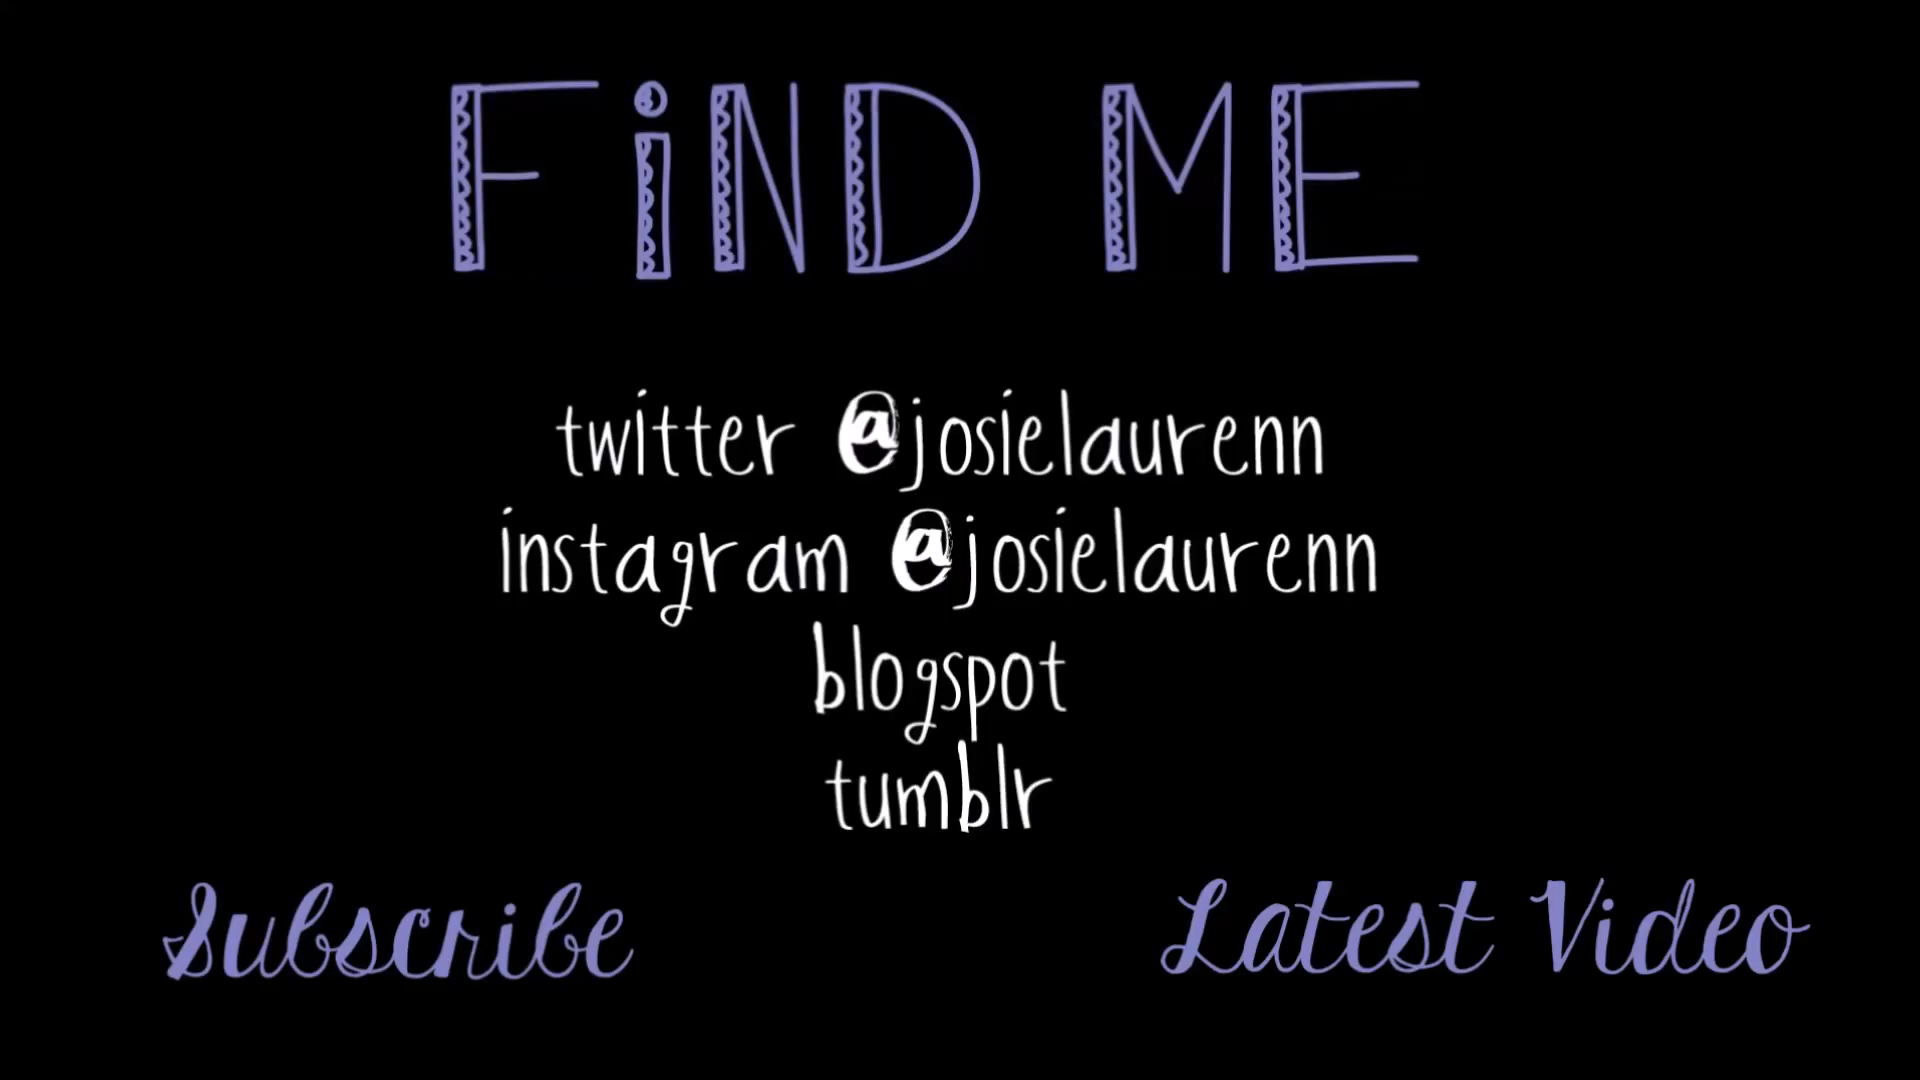 FiND ME
twitter @josielaurenn
instagram @josielaurenn
blogspot
tumblr
Subscribe
Latest Video